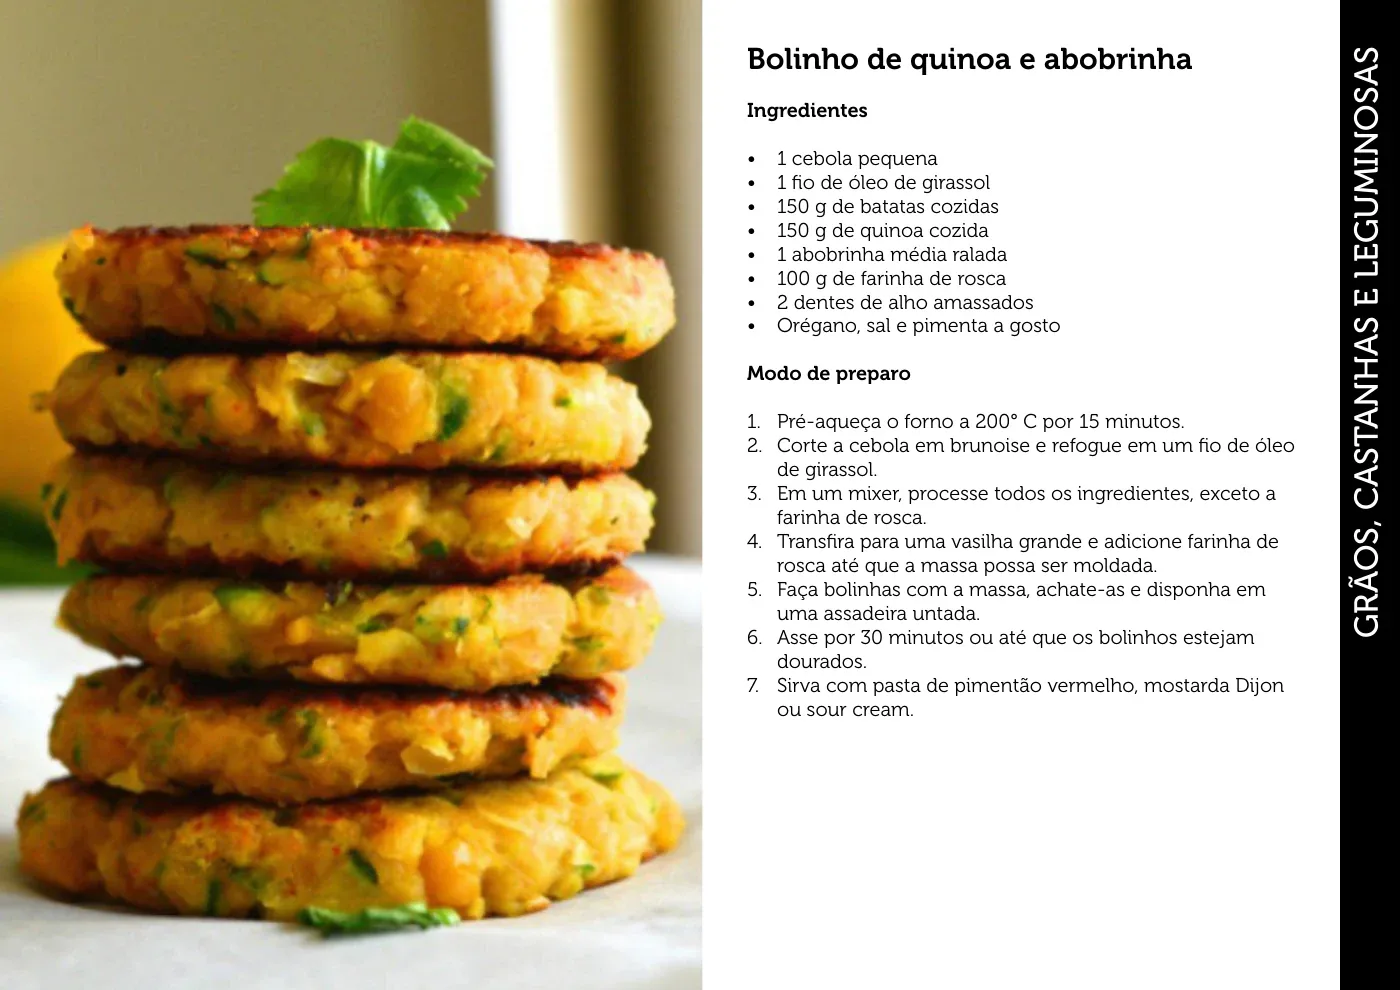 Bolinho de quinoa e abobrinha
Ingredientes
• 1 cebola pequena
• 1 fio de óleo de girassol
• 150 g de batatas cozidas
• 150 g de quinoa cozida
• 1 abobrinha média ralada
• 100 g de farinha de rosca
• 2 dentes de alho amassados
• Orégano, sal e pimenta a gosto
Modo de preparo
1. Pré-aqueça o forno a 200° C por 15 minutos.
2. Corte a cebola em brunoise e refogue em um fio de óleo
de girassol.
3. Em um mixer, processe todos os ingredientes, exceto a
farinha de rosca.
4. Transfira para uma vasilha grande e adicione farinha de
rosca até que a massa possa ser moldada.
5. Faça bolinhas com a massa, achate-as e disponha em
uma assadeira untada.
6. Asse por 30 minutos ou até que os bolinhos estejam
dourados.
7. Sirva com pasta de pimentão vermelho, mostarda Dijon
ou sour cream.
GRÃOS, CASTANHAS E LEGUMINOSAS